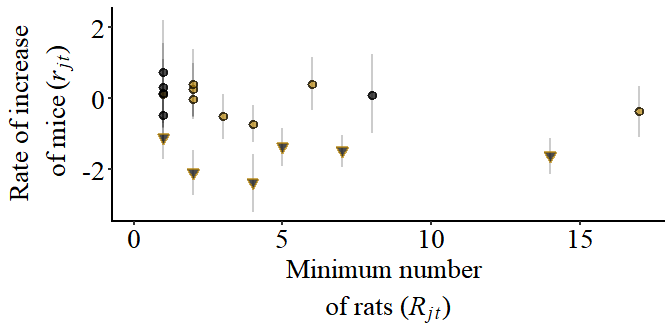 Rate of increase
of mice (r_jt)
2
0
-2
0 5 10 15
Minimum number
of rats (R_jt)